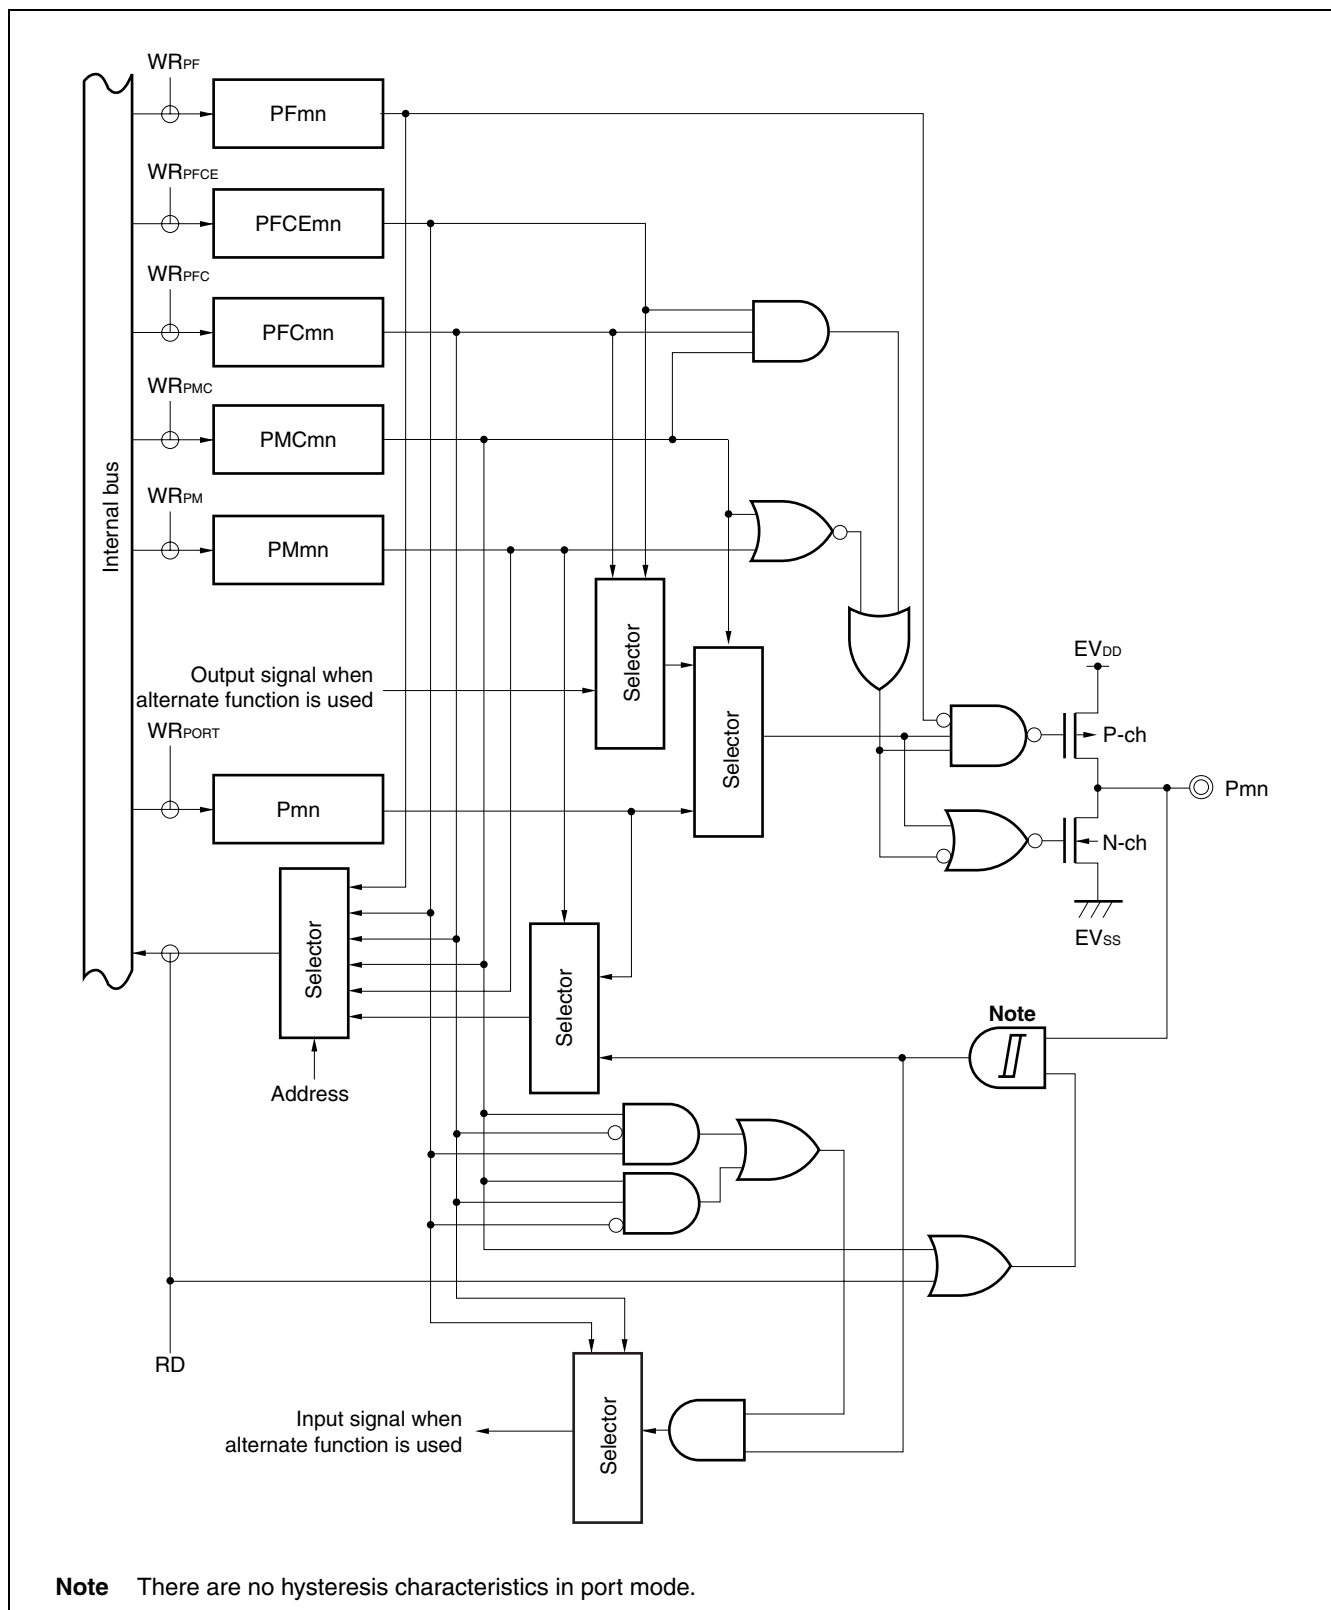 WRPF
PFmn
WRPFCE
PFCEmn
WRPFC
PFCmn
WRPMC
PMCmn
WRPM
PMmn
Internal bus
Output signal when
alternate function is used
Selector
Selector
EVDD
P-ch
WRPORT
Pmn
Pmn
N-ch
EVSS
Selector
Selector
Address
Note
RD
Input signal when
alternate function is used
Selector
Note There are no hysteresis characteristics in port mode.